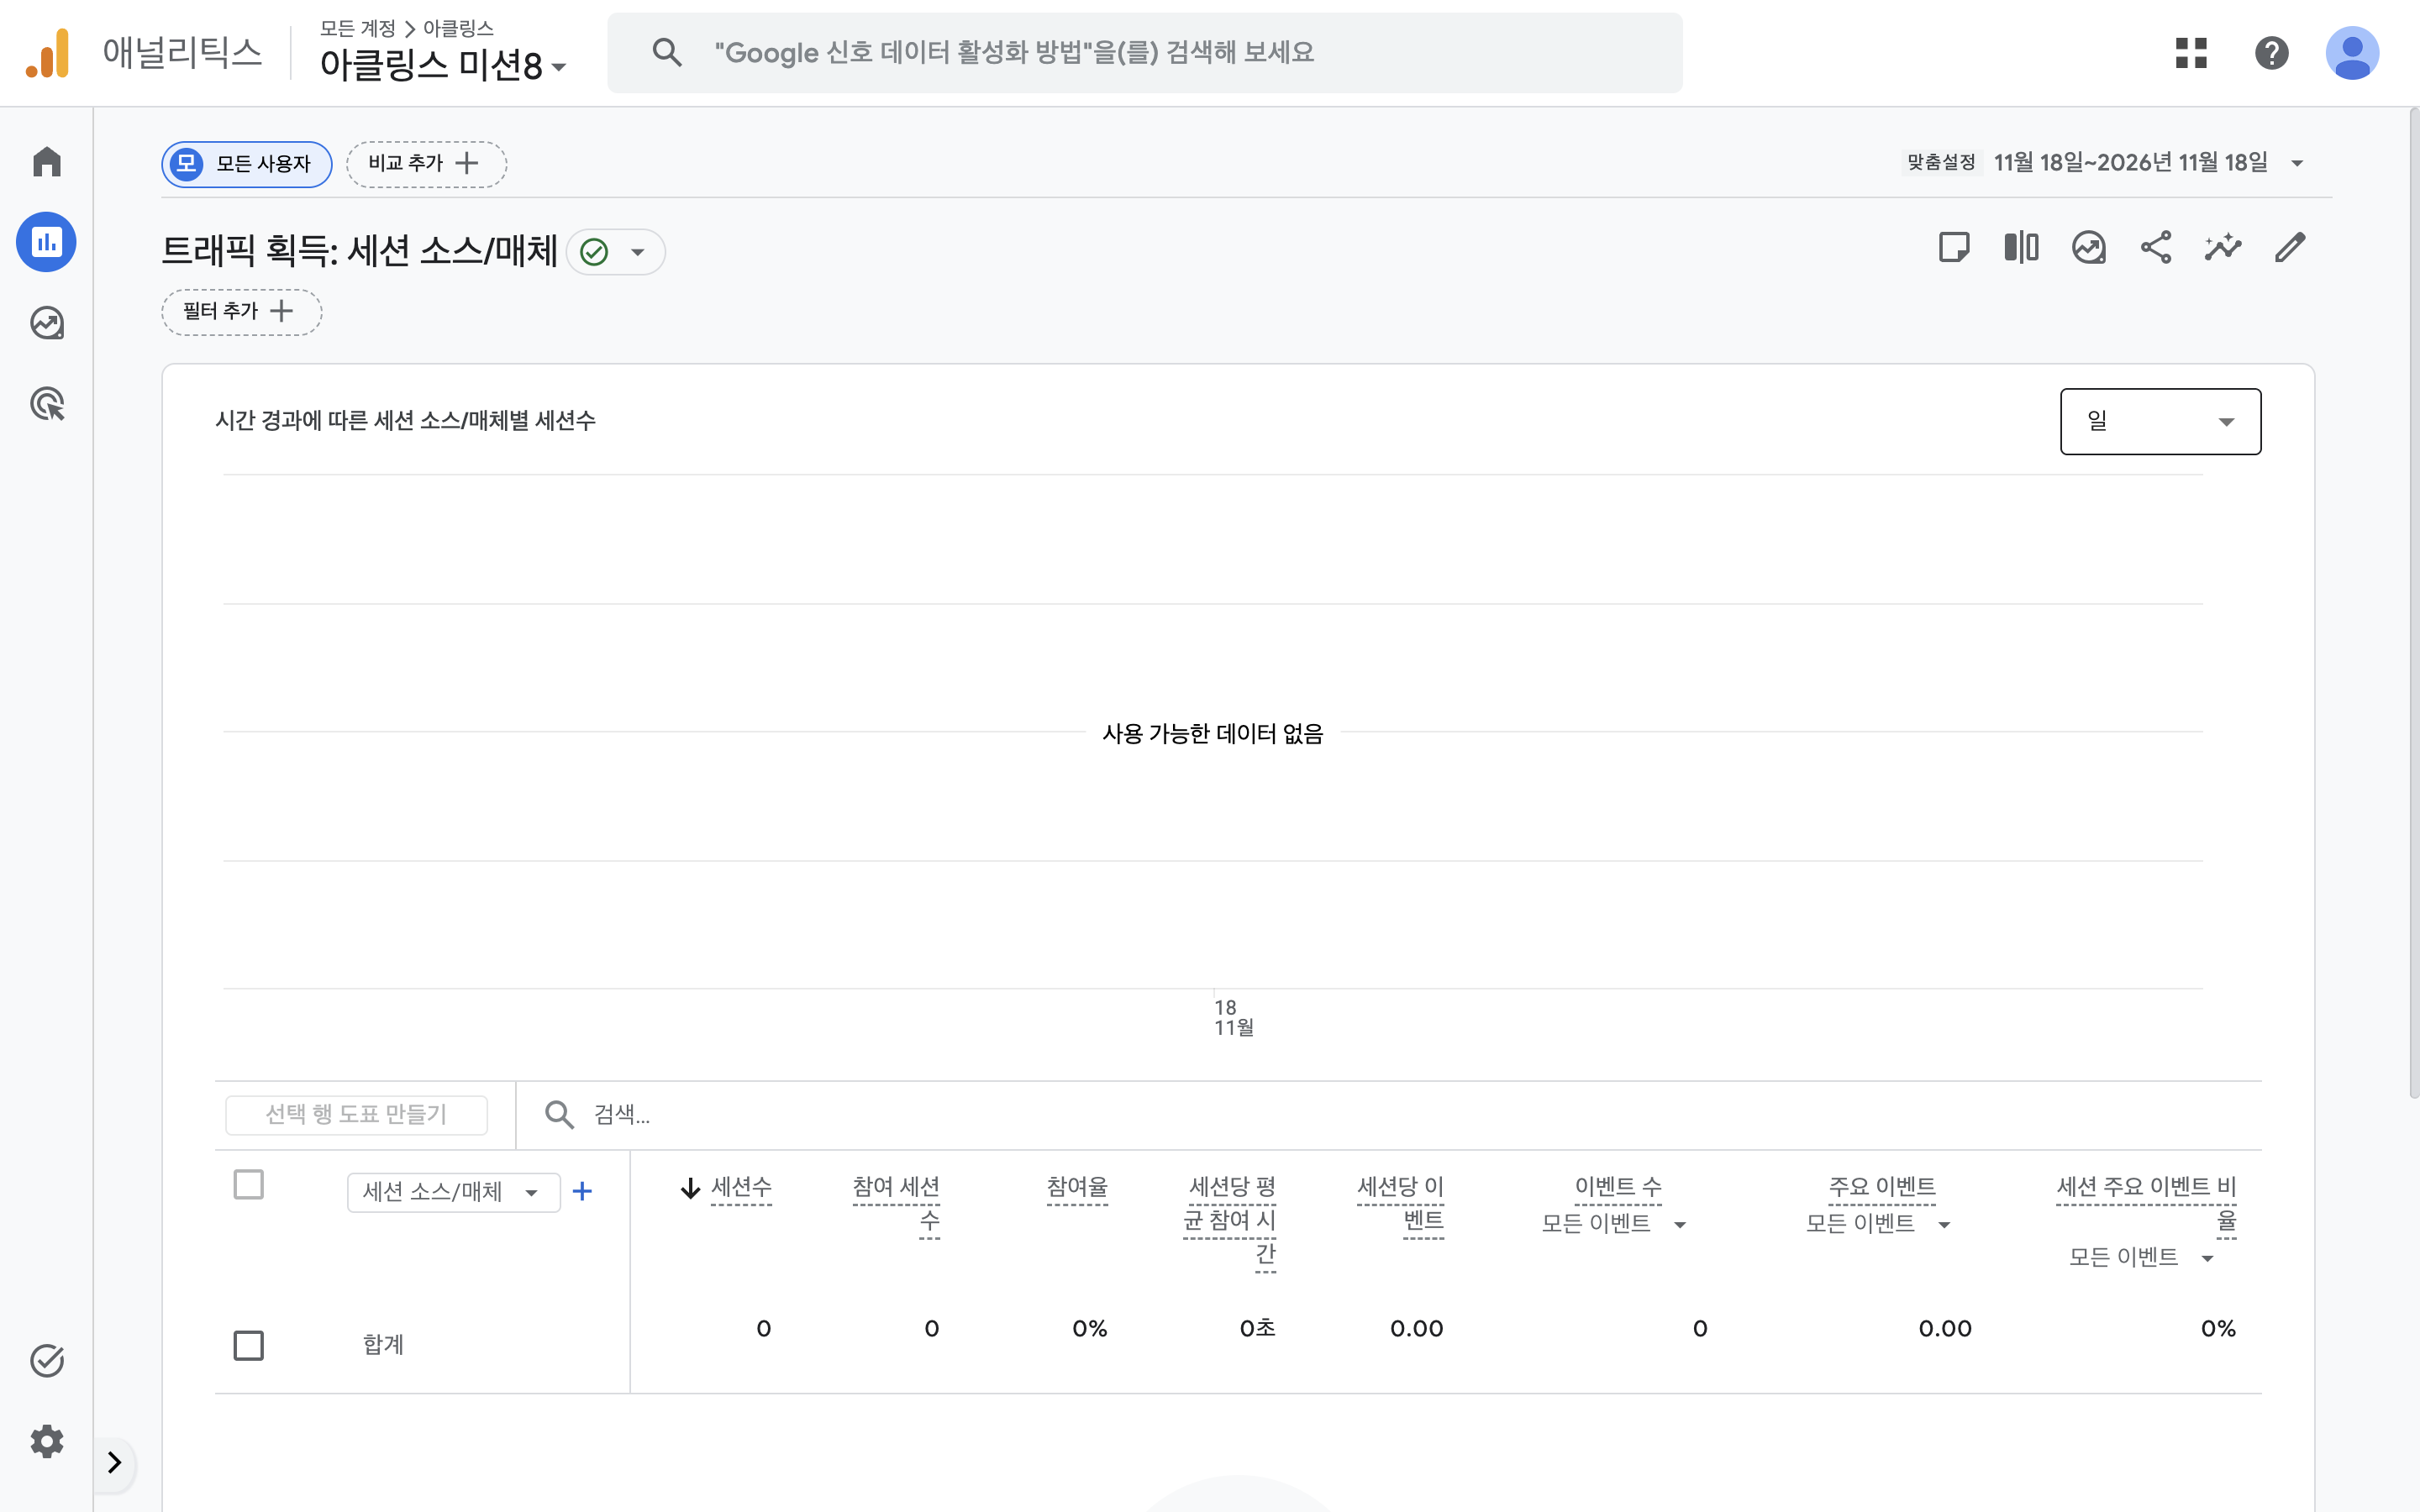 애널리틱스
모든 계정 > 아클링스
아클링스 미션8
"Google 신호 데이터 활성화 방법"을(를) 검색해 보세요
모 모든 사용자
비교 추가
맞춤설정 11월 18일~2026년 11월 18일
트래픽 획득: 세션 소스/매체
필터 추가
시간 경과에 따른 세션 소스/매체별 세션수
일
사용 가능한 데이터 없음
18
11월
선택 행 도표 만들기
검색...
세션 소스/매체
세션수
참여 세션
수
참여율
세션당 평
균 참여 시
간
세션당 이
벤트
이벤트 수
모든 이벤트
주요 이벤트
모든 이벤트
세션 주요 이벤트 비
율
모든 이벤트
합계
0
0
0%
0초
0.00
0
0.00
0%